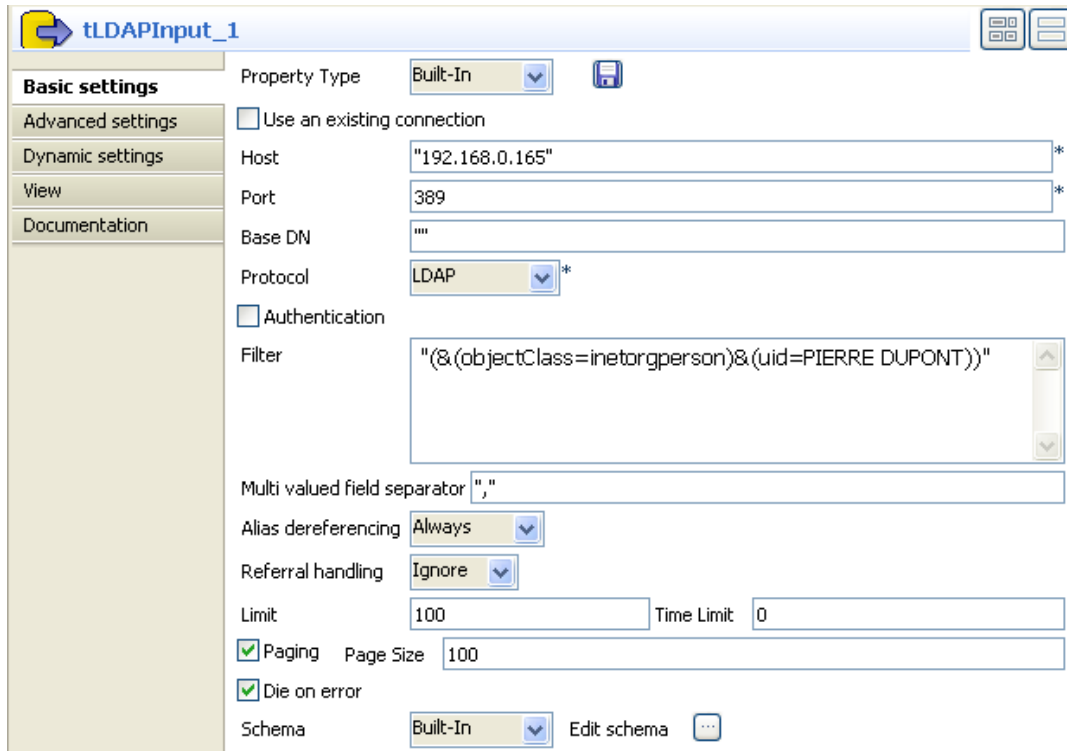 tLDAPInput_1
Basic settings
Advanced settings
Dynamic settings
View
Documentation
Property Type Built-In
Use an existing connection
Host "192.168.0.165" *
Port 389 *
Base DN ""
Protocol LDAP *
Authentication
Filter "(&(objectClass=inetorgperson)&(uid=PIERRE DUPONT))"
Multi valued field separator ","
Alias dereferencing Always
Referral handling Ignore
Limit 100 Time Limit 0
Paging Page Size 100
Die on error
Schema Built-In Edit schema ...